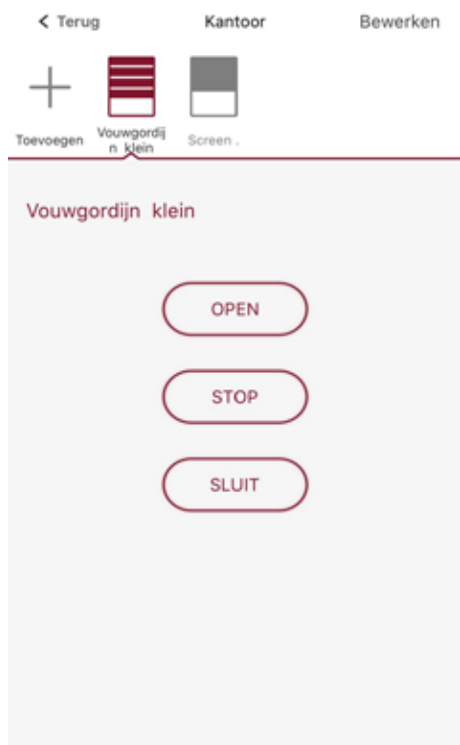 Terug Kantoor Bewerken
Toevoegen Vouwgordij Screen .
n klein
Vouwgordijn klein
OPEN
STOP
SLUIT